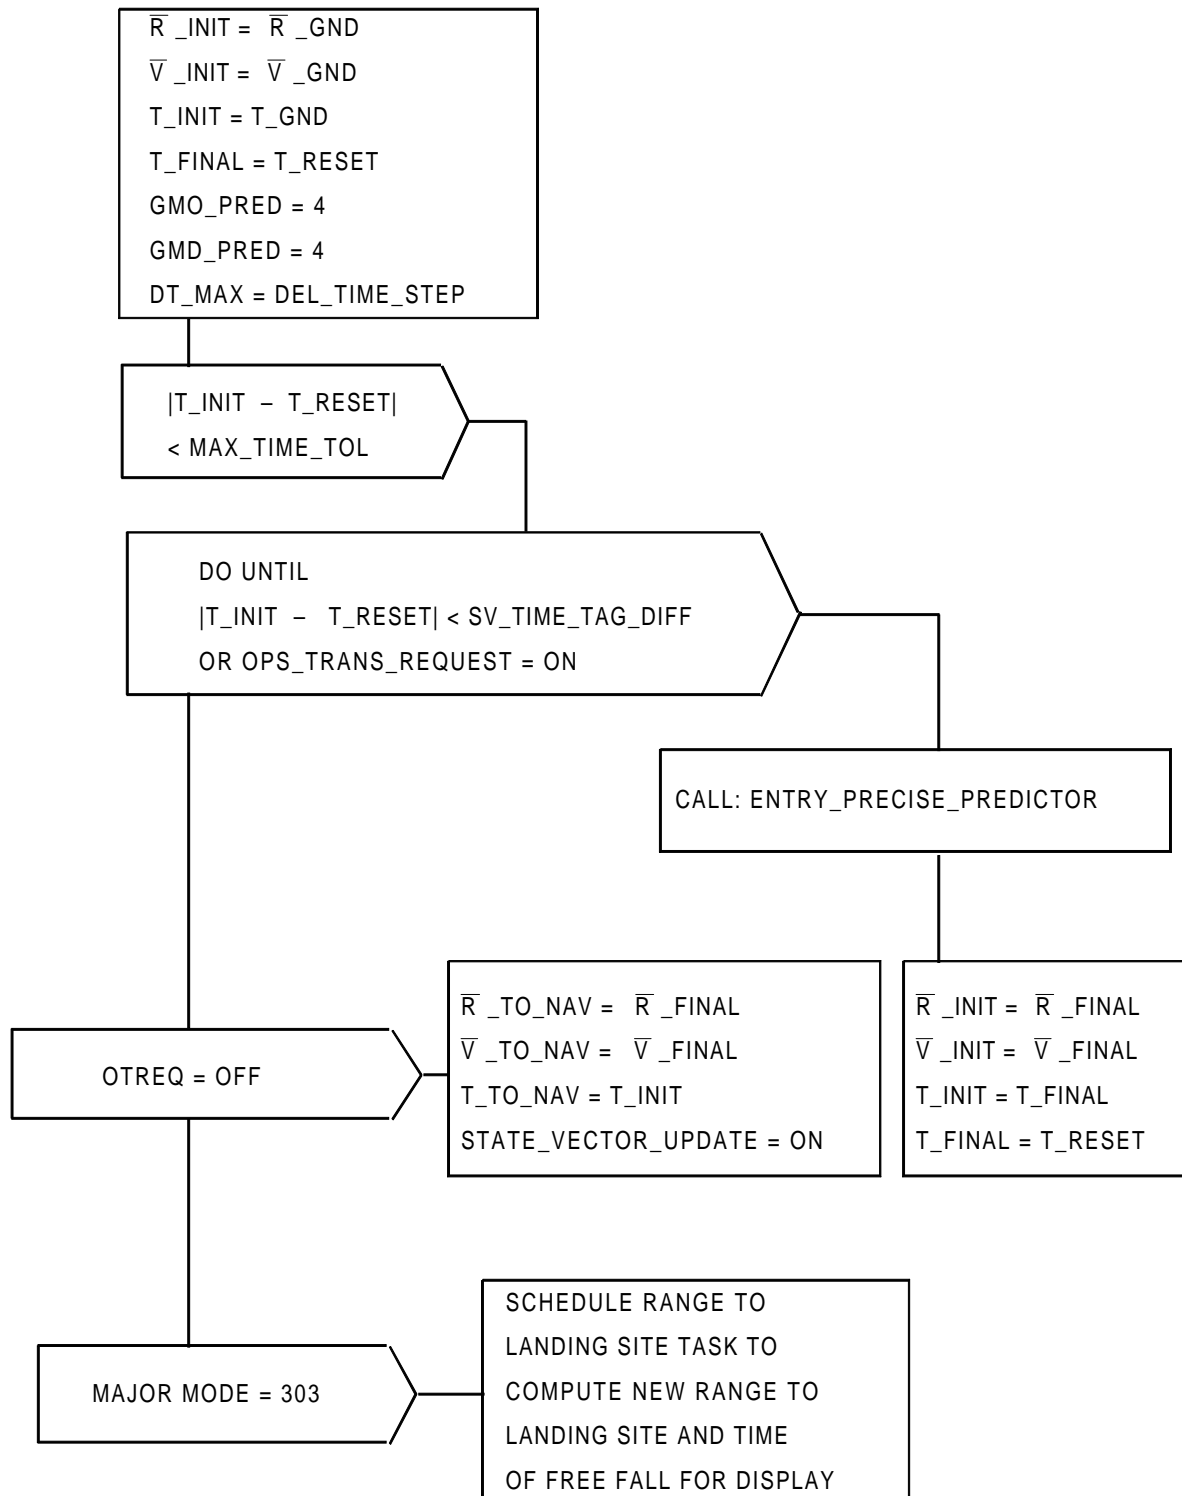 R̅ _INIT = R̅ _GND
V̅ _INIT = V̅ _GND
T_INIT = T_GND
T_FINAL = T_RESET
GMO_PRED = 4
GMD_PRED = 4
DT_MAX = DEL_TIME_STEP
|T_INIT – T_RESET|
< MAX_TIME_TOL
DO UNTIL
|T_INIT – T_RESET| < SV_TIME_TAG_DIFF
OR OPS_TRANS_REQUEST = ON
CALL: ENTRY_PRECISE_PREDICTOR
R̅ _INIT = R̅ _FINAL
V̅ _INIT = V̅ _FINAL
T_INIT = T_FINAL
T_FINAL = T_RESET
OTREQ = OFF
R̅ _TO_NAV = R̅ _FINAL
V̅ _TO_NAV = V̅ _FINAL
T_TO_NAV = T_INIT
STATE_VECTOR_UPDATE = ON
MAJOR MODE = 303
SCHEDULE RANGE TO
LANDING SITE TASK TO
COMPUTE NEW RANGE TO
LANDING SITE AND TIME
OF FREE FALL FOR DISPLAY